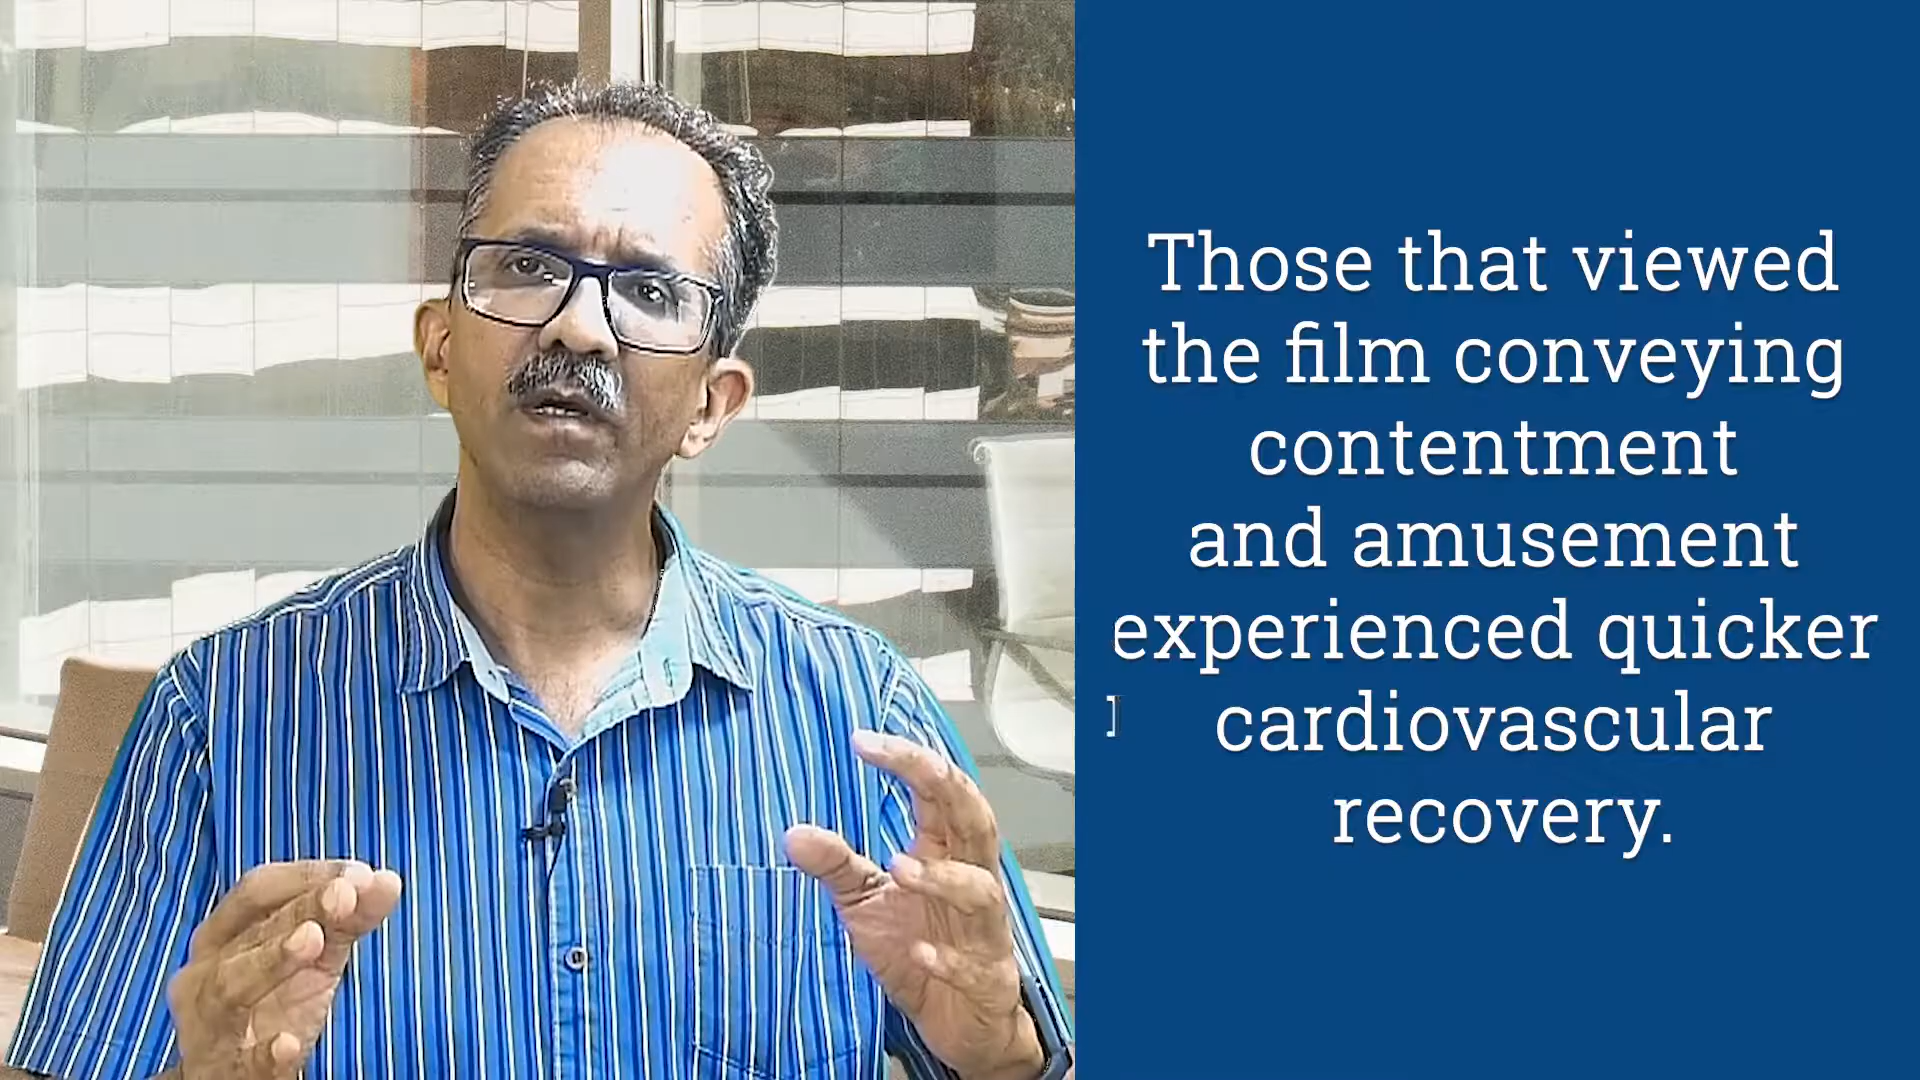 Those that viewed
the film conveying
contentment
and amusement
experienced quicker
cardiovascular
recovery.